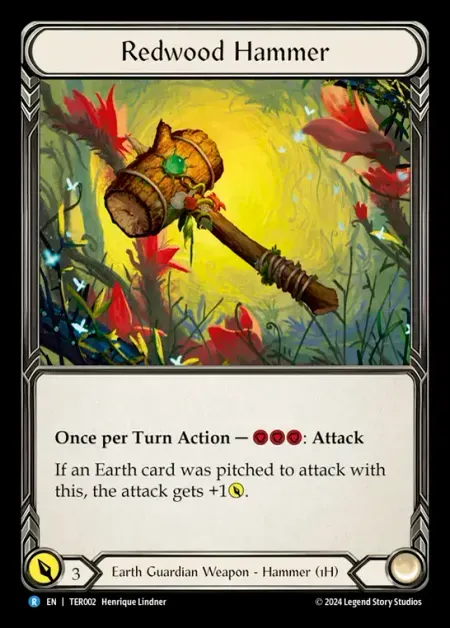 Redwood Hammer
Once per Turn Action — : Attack
If an Earth card was pitched to attack with
this, the attack gets +1.
3
Earth Guardian Weapon - Hammer (1H)
R EN | TER002 Henrique Lindner
© 2024 Legend Story Studios